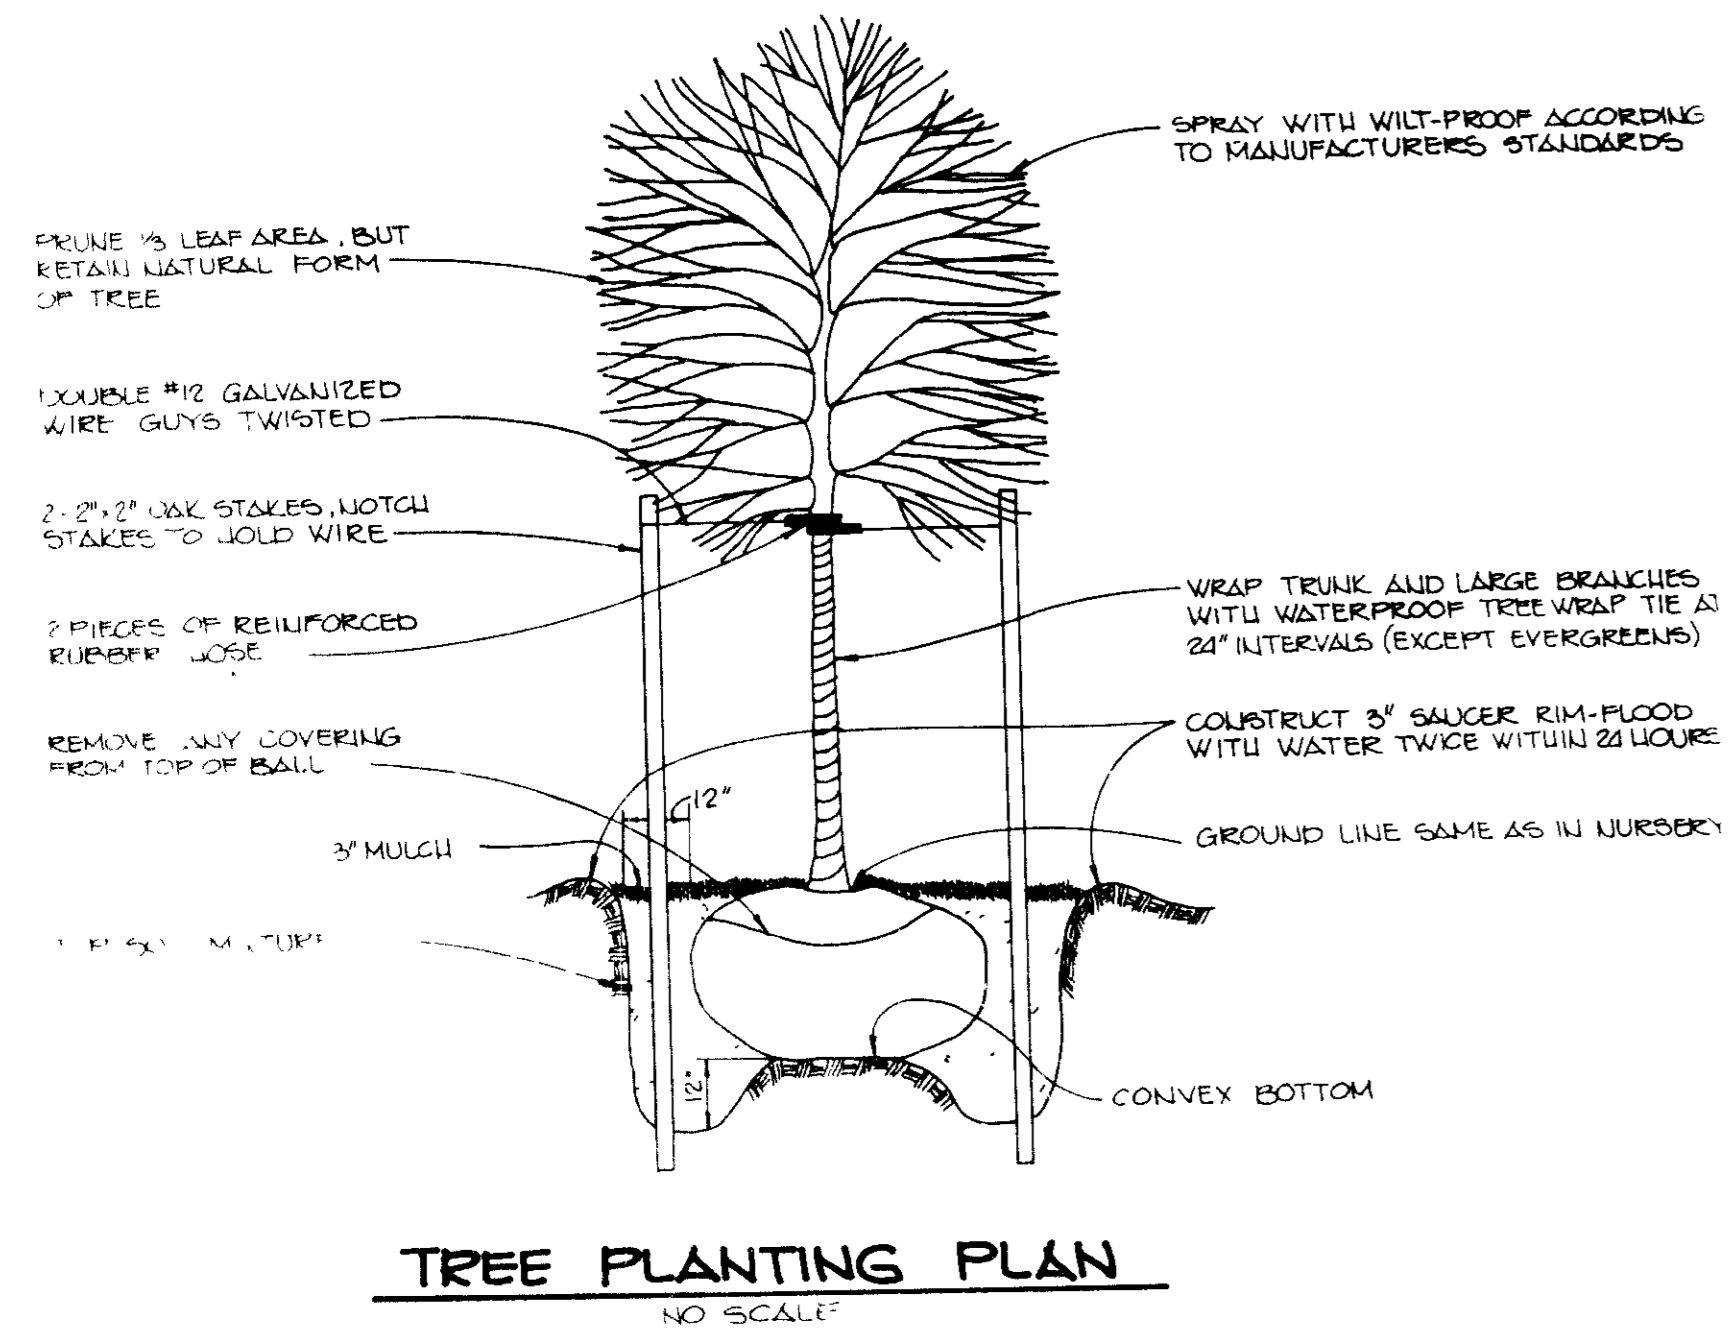 SPRAY WITH WILT-PROOF ACCORDING
TO MANUFACTURERS STANDARDS
PRUNE 1/3 LEAF AREA, BUT
RETAIN NATURAL FORM
OF TREE
DOUBLE #12 GALVANIZED
WIRE GUYS TWISTED
2-2"x2" OAK STAKES, NOTCH
STAKES TO HOLD WIRE
2 PIECES OF REINFORCED
RUBBER HOSE
REMOVE ANY COVERING
FROM TOP OF BALL
12"
3" MULCH
WRAP TRUNK AND LARGE BRANCHES
WITH WATERPROOF TREE WRAP TIE AT
24" INTERVALS (EXCEPT EVERGREENS)
CONSTRUCT 3" SAUCER RIM-FLOOD
WITH WATER TWICE WITHIN 24 HOURS
GROUND LINE SAME AS IN NURSERY
12"
CONVEX BOTTOM
TREE PLANTING PLAN
NO SCALE